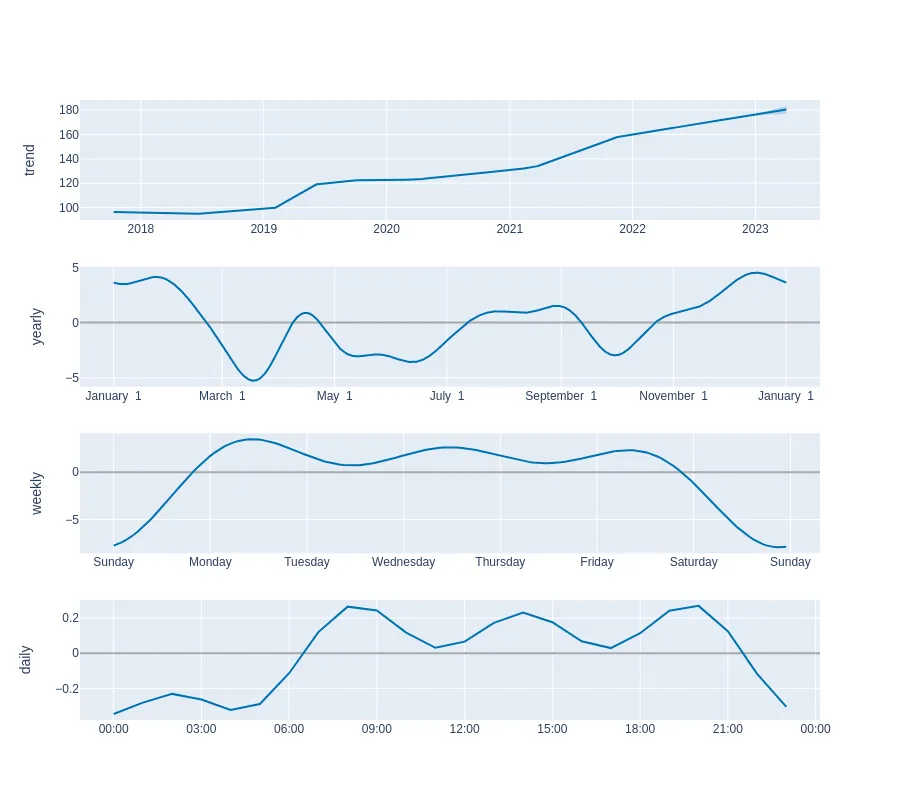 trend
180
160
140
120
100
2018 2019 2020 2021 2022 2023
yearly
5
0
−5
January 1 March 1 May 1 July 1 September 1 November 1 January 1
weekly
0
−5
Sunday Monday Tuesday Wednesday Thursday Friday Saturday Sunday
daily
0.2
0
−0.2
00:00 03:00 06:00 09:00 12:00 15:00 18:00 21:00 00:00